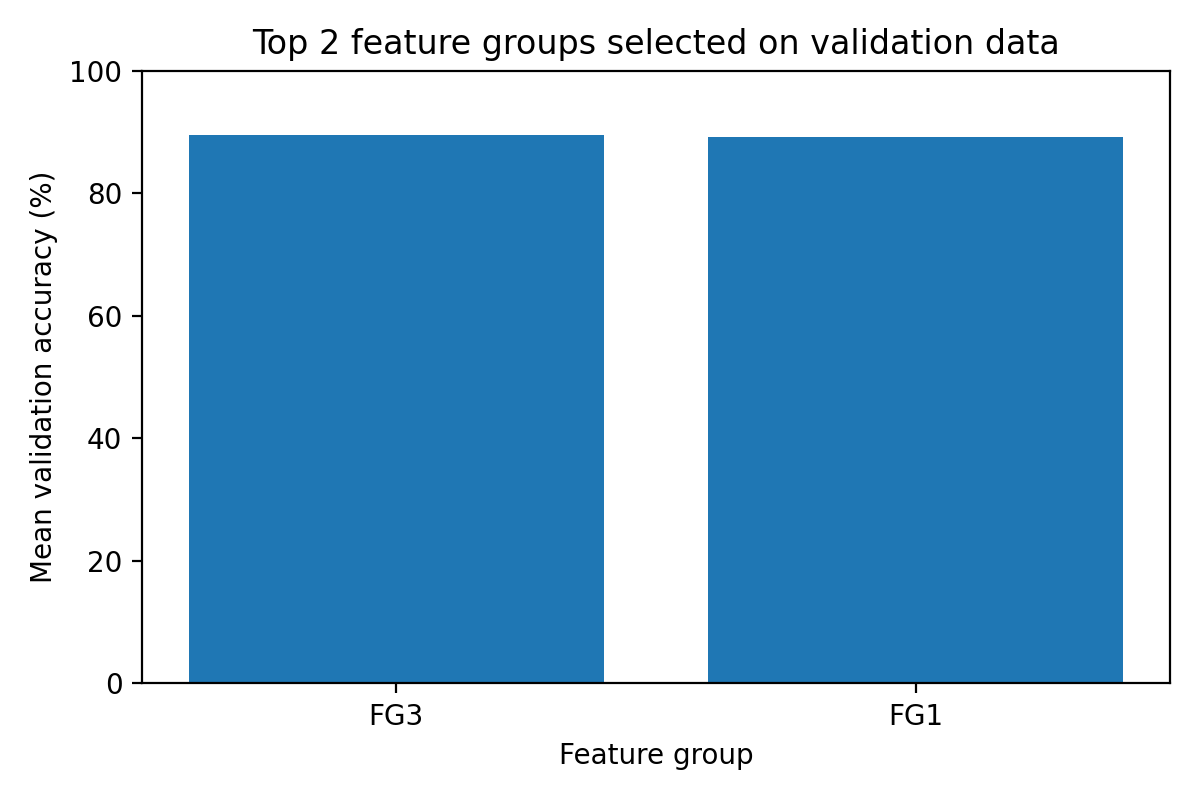 Top 2 feature groups selected on validation data
Mean validation accuracy (%)
100
80
60
40
20
0
FG3 FG1
Feature group